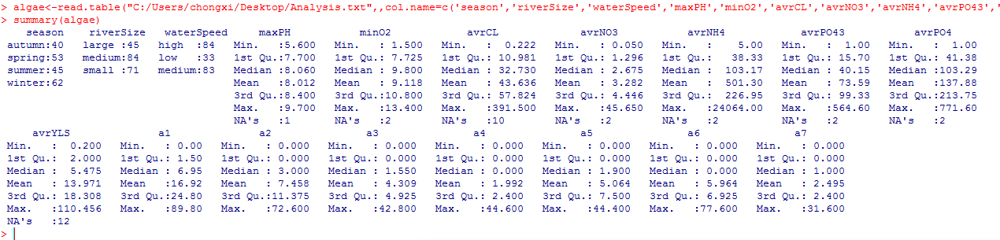 > algae<-read.table("C:/Users/chongxi/Desktop/Analysis.txt",,col.name=c('season','riverSize','waterSpeed','maxPH','minO2','avrCL','avrNO3','avrNH4','avrPO43','
> summary(algae)
season riverSize waterSpeed maxPH minO2 avrCL avrNO3 avrNH4 avrPO43 avrPO4
autumn:40 large :45 high :84 Min. :5.600 Min. : 1.500 Min. : 0.222 Min. : 0.050 Min. : 5.00 Min. : 1.00 Min. : 1.00
spring:53 medium:84 low :33 1st Qu.:7.700 1st Qu.: 7.725 1st Qu.: 10.981 1st Qu.: 1.296 1st Qu.: 38.33 1st Qu.: 15.70 1st Qu.: 41.38
summer:45 small :71 medium:83 Median :8.060 Median : 9.800 Median : 32.730 Median : 2.675 Median : 103.17 Median : 40.15 Median :103.29
winter:62 Mean :8.012 Mean : 9.118 Mean : 43.636 Mean : 3.282 Mean : 501.30 Mean : 73.59 Mean :137.88
3rd Qu.:8.400 3rd Qu.:10.800 3rd Qu.: 57.824 3rd Qu.: 4.446 3rd Qu.: 226.95 3rd Qu.: 99.33 3rd Qu.:213.75
Max. :9.700 Max. :13.400 Max. :391.500 Max. :45.650 Max. :24064.00 Max. :564.60 Max. :771.60
NA's :1 NA's :2 NA's :10 NA's :2 NA's :2 NA's :2 NA's :2
avrYLS a1 a2 a3 a4 a5 a6 a7
Min. : 0.200 Min. : 0.00 Min. : 0.000 Min. : 0.000 Min. : 0.000 Min. : 0.000 Min. : 0.000 Min. : 0.000
1st Qu.: 2.000 1st Qu.: 1.50 1st Qu.: 0.000 1st Qu.: 0.000 1st Qu.: 0.000 1st Qu.: 0.000 1st Qu.: 0.000 1st Qu.: 0.000
Median : 5.475 Median : 6.95 Median : 3.000 Median : 1.550 Median : 0.000 Median : 1.900 Median : 0.000 Median : 1.000
Mean : 13.971 Mean :16.92 Mean : 7.458 Mean : 4.309 Mean : 1.992 Mean : 5.064 Mean : 5.964 Mean : 2.495
3rd Qu.: 18.308 3rd Qu.:24.80 3rd Qu.:11.375 3rd Qu.: 4.925 3rd Qu.: 2.400 3rd Qu.: 7.500 3rd Qu.: 6.925 3rd Qu.: 2.400
Max. :110.456 Max. :89.80 Max. :72.600 Max. :42.800 Max. :44.600 Max. :44.400 Max. :77.600 Max. :31.600
NA's :12
>